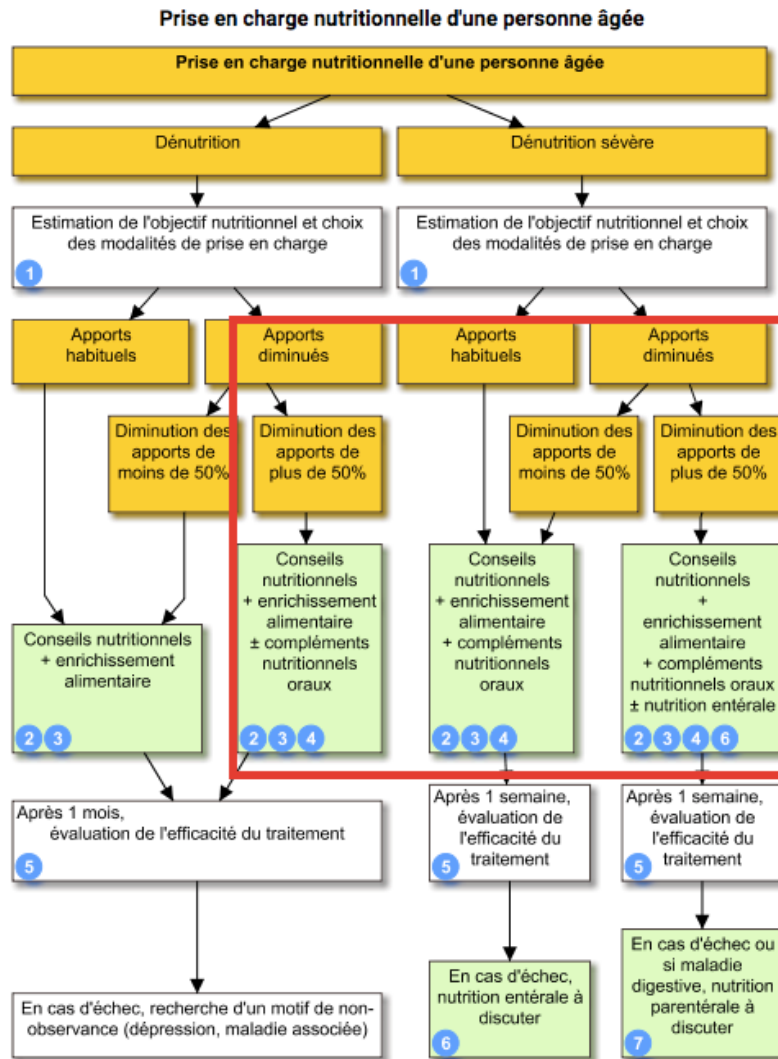 Prise en charge nutritionnelle d'une personne âgée
Prise en charge nutritionnelle d'une personne âgée
Dénutrition
Dénutrition sévère
Estimation de l'objectif nutritionnel et choix
des modalités de prise en charge
1
Estimation de l'objectif nutritionnel et choix
des modalités de prise en charge
1
Apports
habituels
Apports
diminués
Apports
habituels
Apports
diminués
Diminution des
apports de
moins de 50%
Diminution des
apports de
plus de 50%
Diminution des
apports de
moins de 50%
Diminution des
apports de
plus de 50%
Conseils nutritionnels
+ enrichissement
alimentaire
2 3
Conseils
nutritionnels
+ enrichissement
alimentaire
± compléments
nutritionnels
oraux
2 3 4
Conseils
nutritionnels
+ enrichissement
alimentaire
+ compléments
nutritionnels
oraux
2 3 4
Conseils
nutritionnels
+
enrichissement
alimentaire
+ compléments
nutritionnels oraux
± nutrition entérale
2 3 4 6
Après 1 mois,
évaluation de l'efficacité du traitement
5
Après 1 semaine,
évaluation de
l'efficacité du
traitement
5
Après 1 semaine,
évaluation de
l'efficacité du
traitement
5
En cas d'échec, recherche d'un motif de non-
observance (dépression, maladie associée)
En cas d'échec,
nutrition entérale à
discuter
6
En cas d'échec ou
si maladie
digestive, nutrition
parentérale à
discuter
7